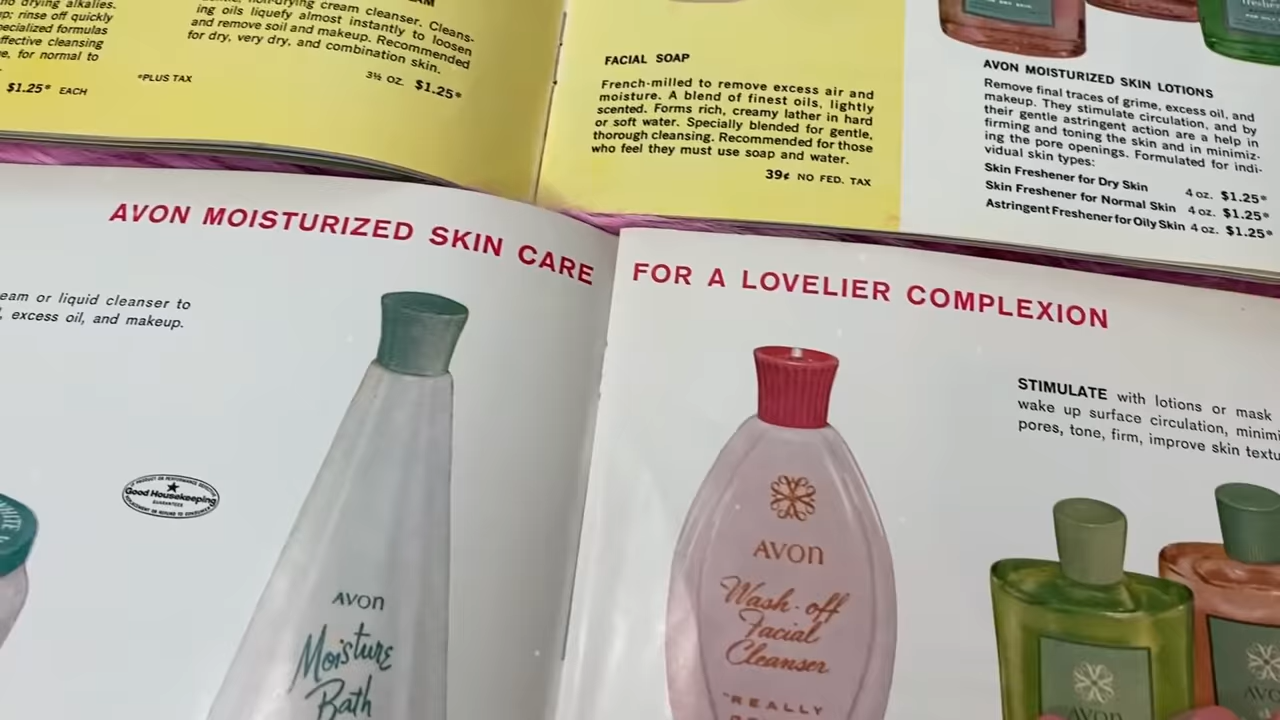 no drying alkalies.
p; rinse off quickly
pecialized formulas
ffective cleansing
e, for normal to
$1.25* EACH
*PLUS TAX
-drying cream cleanser. Cleans-
ing oils liquefy almost instantly to loosen
and remove soil and makeup. Recommended
for dry, very dry, and combination skin.
3½ OZ. $1.25*
FACIAL SOAP
French-milled to remove excess air and
moisture. A blend of finest oils, lightly
scented. Forms rich, creamy lather in hard
or soft water. Specially blended for gentle,
thorough cleansing. Recommended for those
who feel they must use soap and water.
39¢ NO FED. TAX
AVON MOISTURIZED SKIN LOTIONS
Remove final traces of grime, excess oil, and
makeup. They stimulate circulation, and by
their gentle astringent action are a help in
firming and toning the skin and in minimiz-
ing the pore openings. Formulated for indi-
vidual skin types:
Skin Freshener for Dry Skin 4 oz. $1.25*
Skin Freshener for Normal Skin 4 oz. $1.25*
Astringent Freshener for Oily Skin 4 oz. $1.25*
AVON MOISTURIZED SKIN CARE FOR A LOVELIER COMPLEXION
eam or liquid cleanser to
, excess oil, and makeup.
Good Housekeeping
GUARANTEES
AVON
Moisture
Bath
AVON
Wash-off
Facial
Cleanser
"REALLY
STIMULATE with lotions or mask
wake up surface circulation, minimi
pores, tone, firm, improve skin textu
AVON